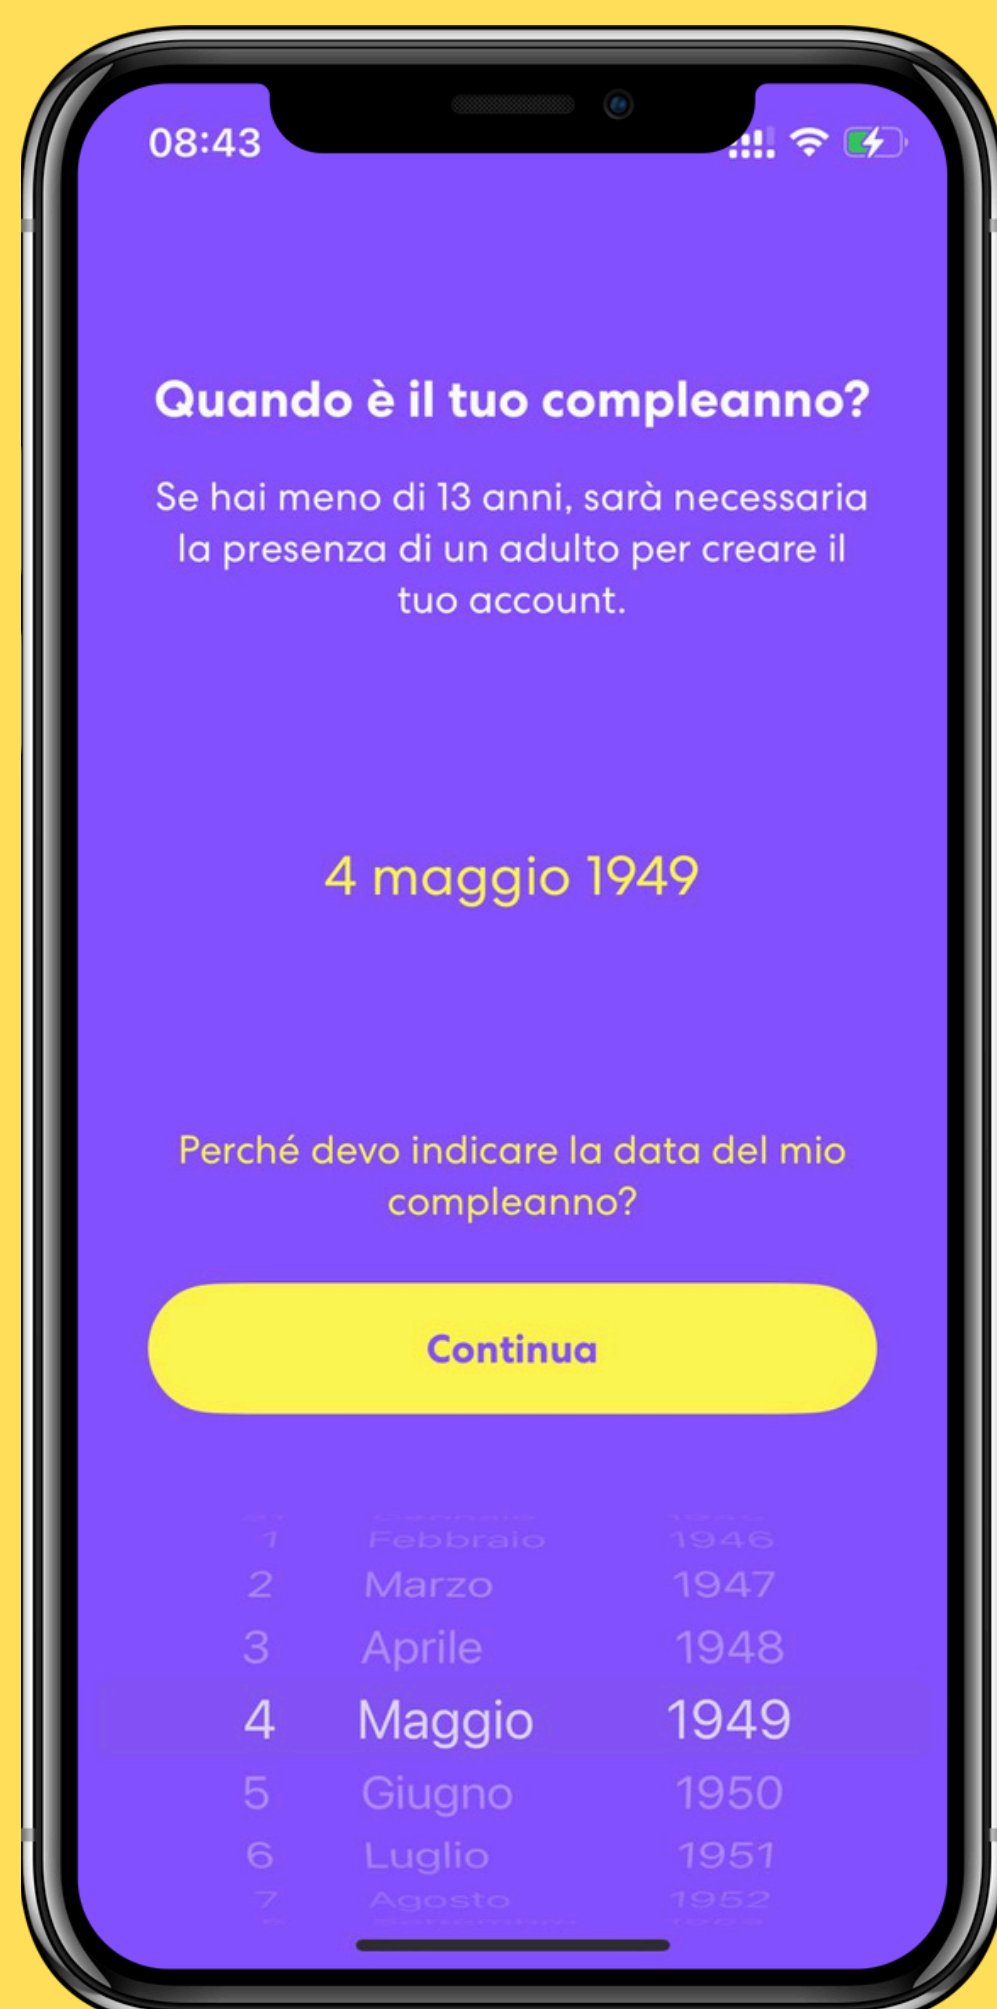 08:43
Quando è il tuo compleanno?
Se hai meno di 13 anni, sarà necessaria
la presenza di un adulto per creare il
tuo account.
4 maggio 1949
Perché devo indicare la data del mio
compleanno?
Continua
1 Febbraio 1946
2 Marzo 1947
3 Aprile 1948
4 Maggio 1949
5 Giugno 1950
6 Luglio 1951
7 Agosto 1952